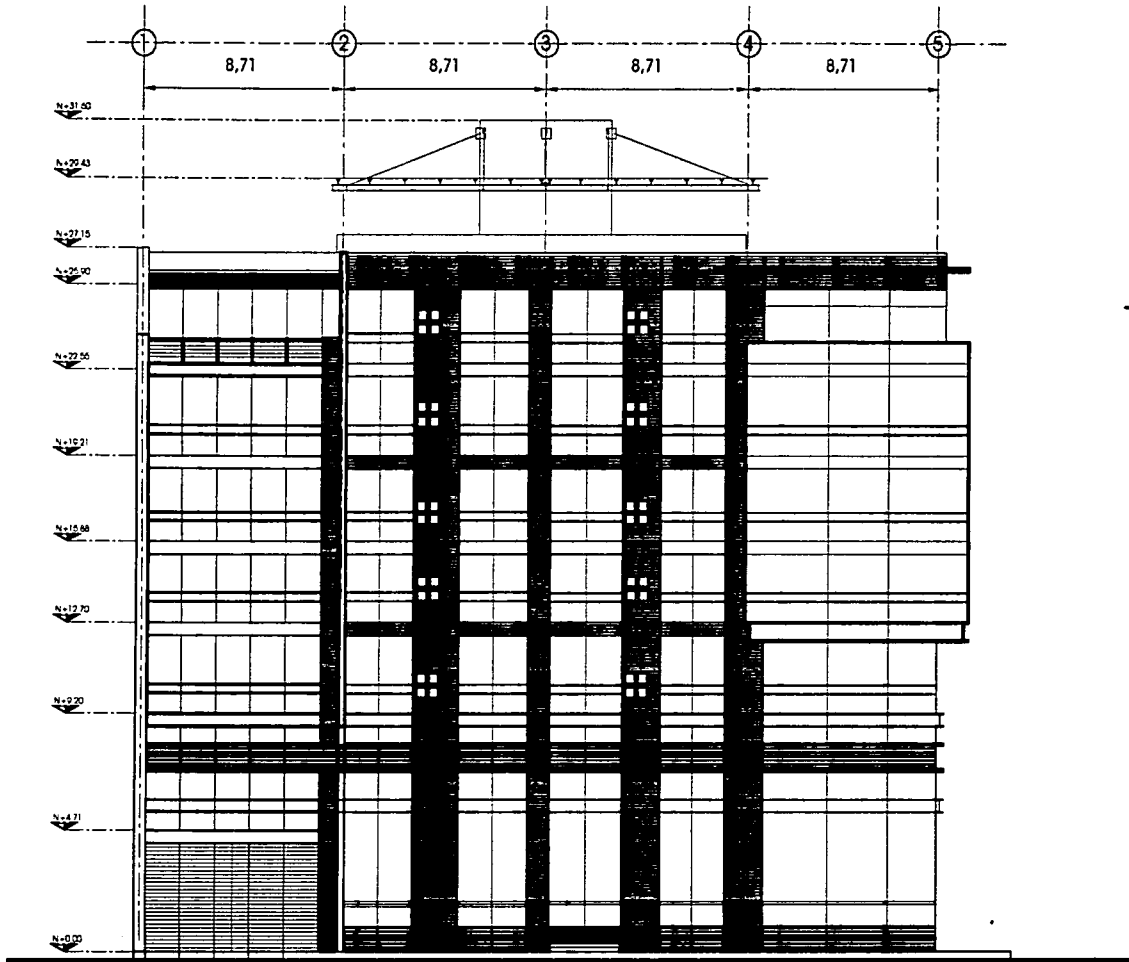 1 2 3 4 5
8,71 8,71 8,71 8,71
N+31.60
N+29.43
N+27.15
N+25.90
N+22.55
N+19.21
N+15.88
N+12.70
N+9.20
N+4.71
N+0.00